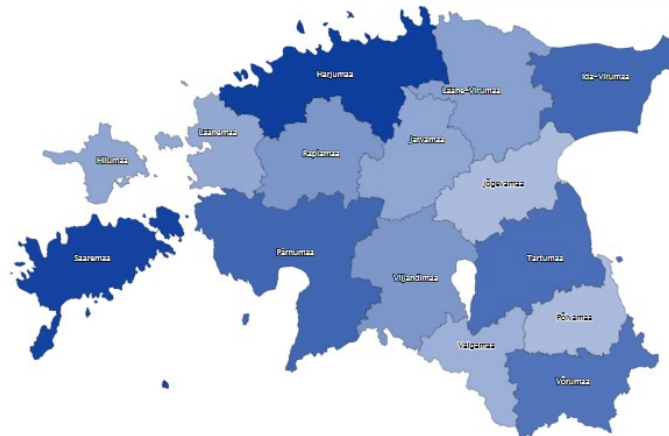 Harjumaa
Ida-Virumaa
Lääne-Virumaa
Läänemaa
Järvamaa
Raplamaa
Hiiumaa
Jõgevamaa
Pärnumaa
Saaremaa
Tartumaa
Viljandimaa
Põlvamaa
Valgamaa
Võrumaa